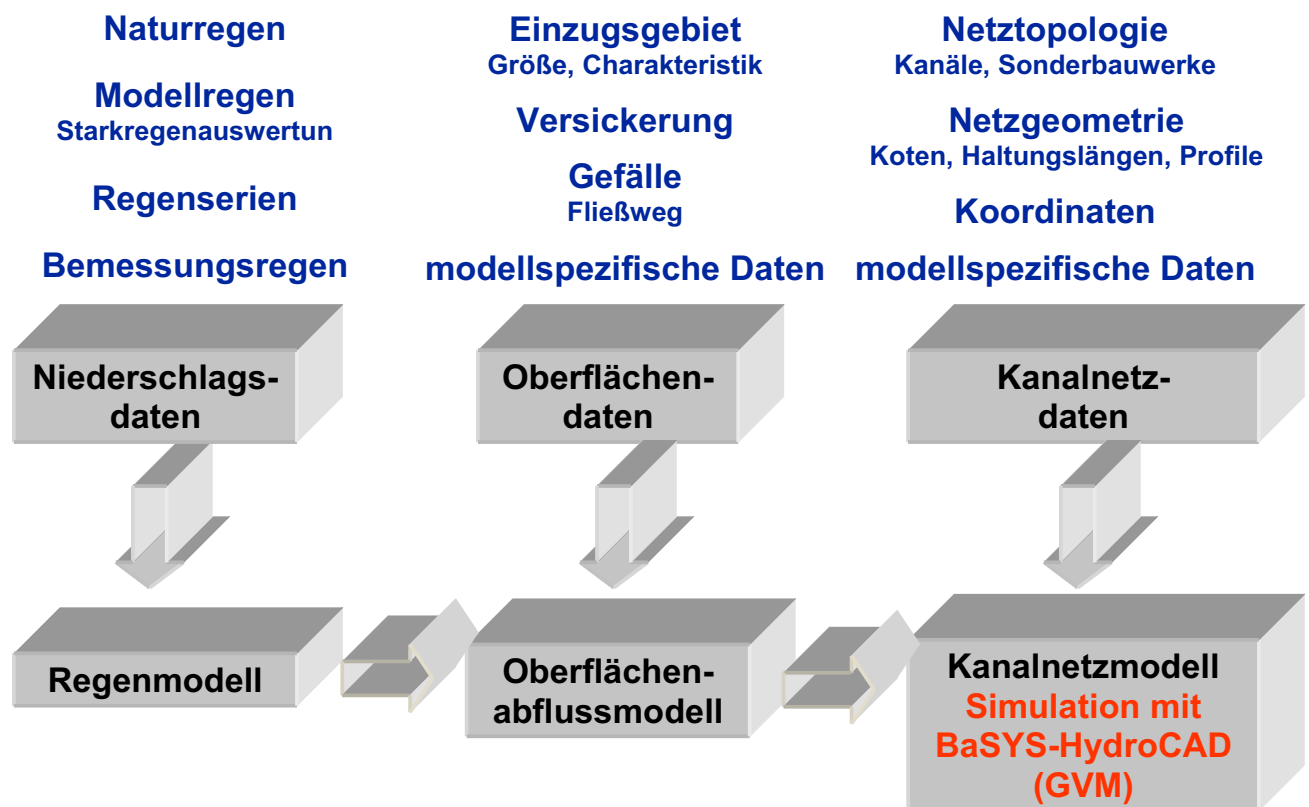 Naturregen
Modellregen
Starkregenauswertun
Regenserien
Bemessungsregen
Einzugsgebiet
Größe, Charakteristik
Versickerung
Gefälle
Fließweg
modellspezifische Daten
Netztopologie
Kanäle, Sonderbauwerke
Netzgeometrie
Koten, Haltungslängen, Profile
Koordinaten
modellspezifische Daten
Niederschlags-
daten
Oberflächen-
daten
Kanalnetz-
daten
Regenmodell
Oberflächen-
abflussmodell
Kanalnetzmodell
Simulation mit
BaSYS-HydroCAD
(GVM)